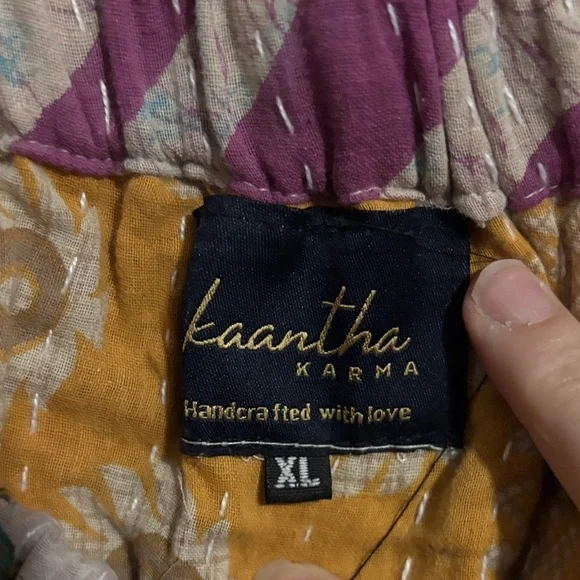 kaantha
KARMA
Handcrafted with love
XL